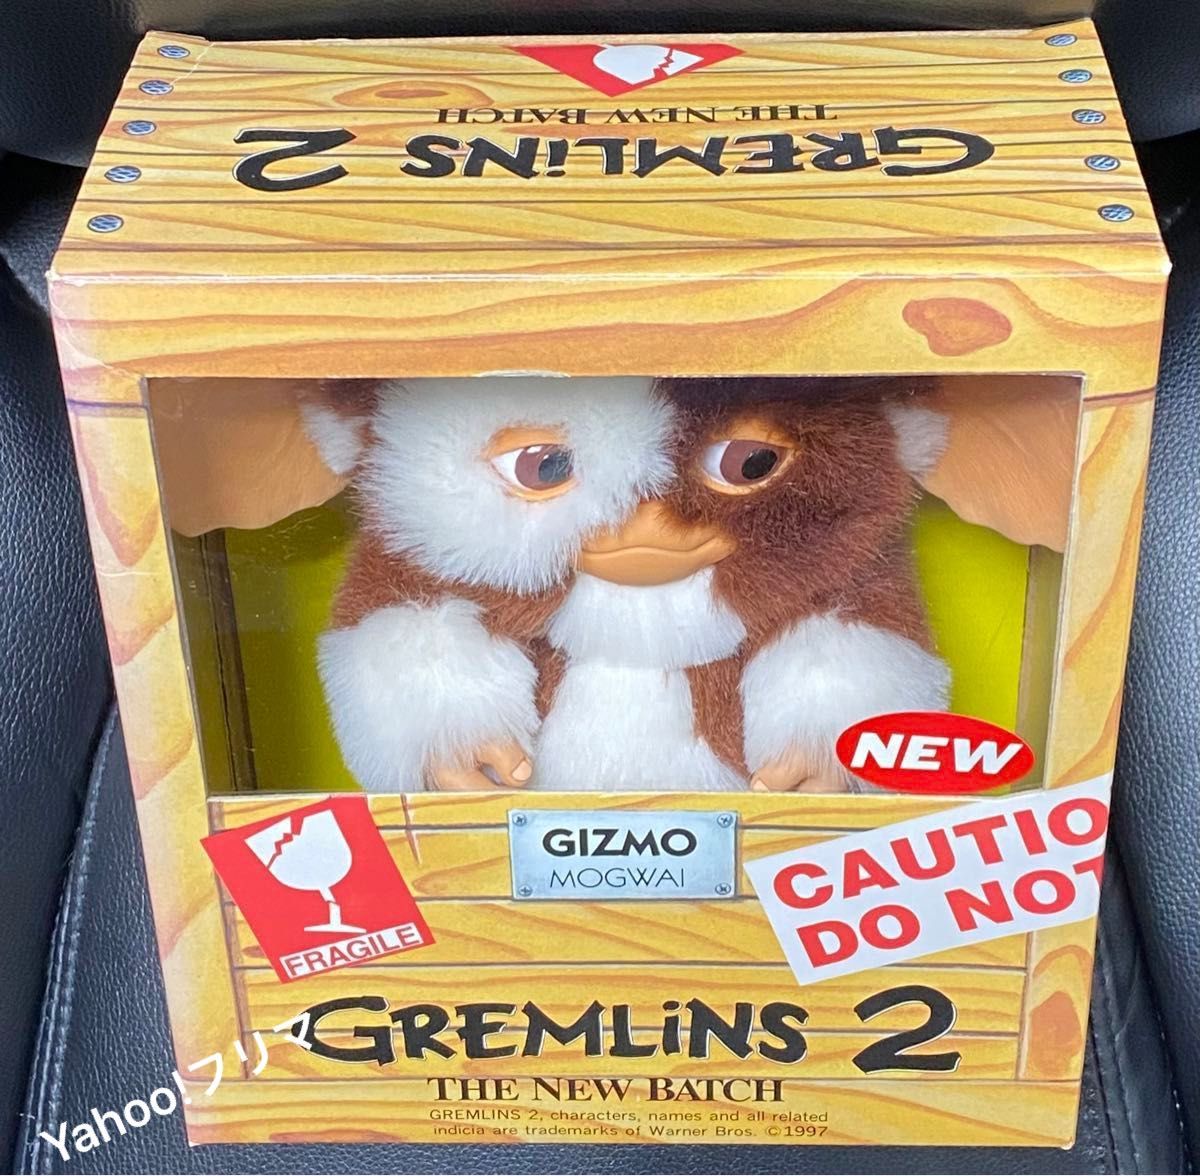 THE NEW BATCH
GREMLiNS 2
NEW
GIZMO
MOGWAI
CAUTIO
DO NOT
FRAGILE
GREMLiNS 2
THE NEW BATCH
GREMLINS 2, characters, names and all related
indicia are trademarks of Warner Bros. ©1997
Yahoo!フリマ